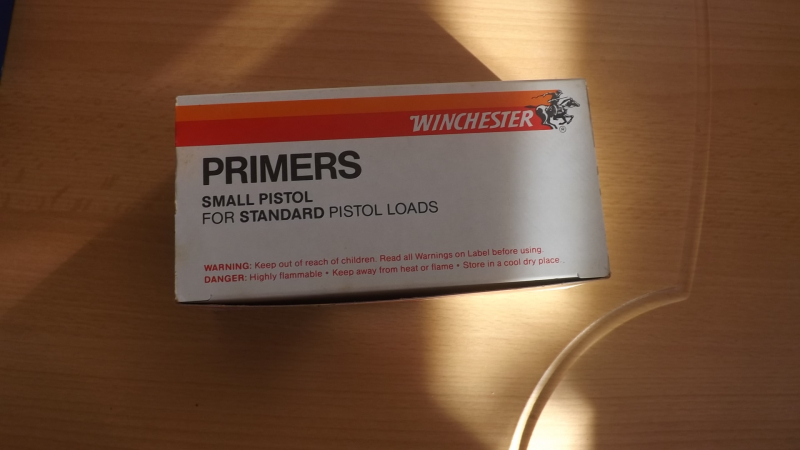 WINCHESTER
®
PRIMERS
SMALL PISTOL
FOR STANDARD PISTOL LOADS
WARNING: Keep out of reach of children. Read all Warnings on Label before using.
DANGER: Highly flammable • Keep away from heat or flame • Store in a cool dry place.